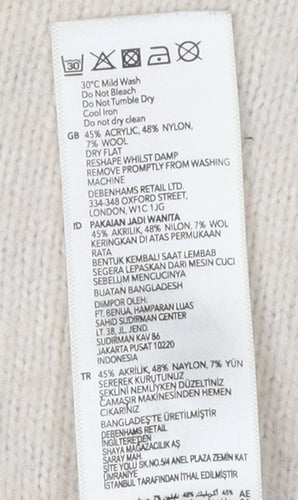 30
30°C Mild Wash
Do Not Bleach
Do Not Tumble Dry
Cool Iron
Do not dry clean
GB 45% ACRYLIC, 48% NYLON,
7% WOOL
DRY FLAT
RESHAPE WHILST DAMP
REMOVE PROMPTLY FROM WASHING
MACHINE
DEBENHAMS RETAIL LTD.
334-348 OXFORD STREET,
LONDON, W1C 1JG
ID PAKAIAN JADI WANITA
45% AKRILIK, 48% NILON, 7% WOL
KERINGKAN DI ATAS PERMUKAAN
RATA
BENTUK KEMBALI SAAT LEMBAB
SEGERA LEPASKAN DARI MESIN CUCI
SEBELUM MENCUCINYA
BUATAN BANGLADESH
DIIMPOR OLEH:
PT. BENUA, HAMPARAN LUAS
SAHID SUDIRMAN CENTER
LT. 3B, JL. JEND.
SUDIRMAN KAV 86
JAKARTA PUSAT 10220
INDONESIA
TR 45% AKRİLİK, 48% NAYLON, 7% YÜN
SEREREK KURUTUNUZ
ŞEKLİNİ NEMLİYKEN DÜZELTİNİZ
ÇAMAŞIR MAKİNESİNDEN HEMEN
ÇIKARINIZ
BANGLADEŞ'TE ÜRETİLMİŞTİR
DEBENHAMS RETAIL
İNGİLTERE'DEN
SHAYA MAĞAZACILIK AŞ
SARAY MAH.
SİTE YOLU SK.NO.5/4 ANEL PLAZA ZEMİN KAT
ÜMRANİYE
İSTANBUL TARAFINDAN İTHAL EDİLMİŞTİR
AE